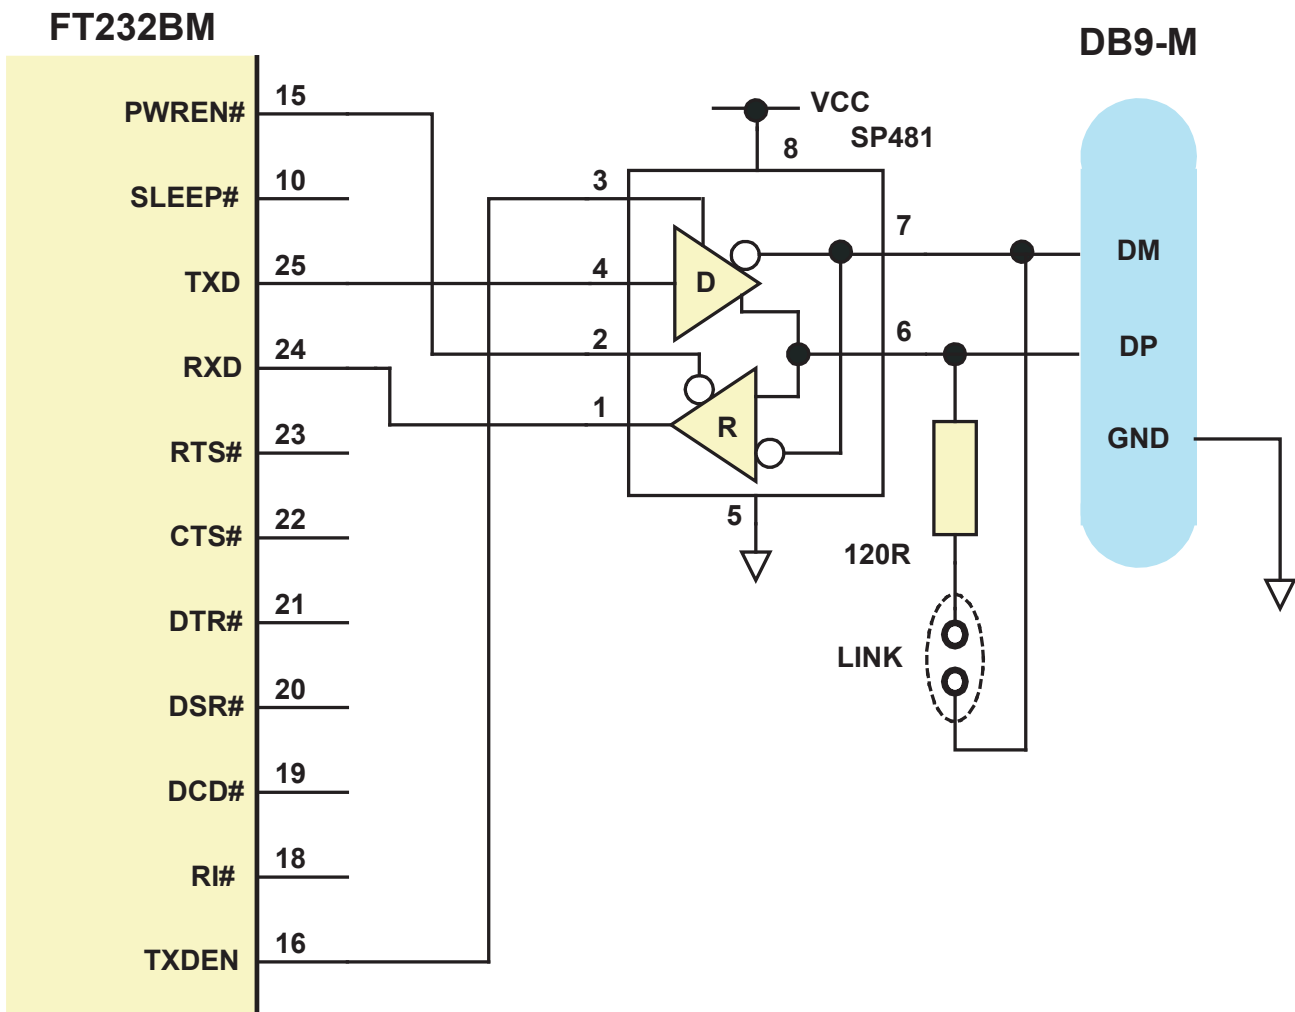 FT232BM
DB9-M
PWREN# 15
SLEEP# 10
TXD 25
RXD 24
RTS# 23
CTS# 22
DTR# 21
DSR# 20
DCD# 19
RI# 18
TXDEN 16
VCC
SP481
8
3
4
2
1
D
R
7
6
5
DM
DP
GND
120R
LINK